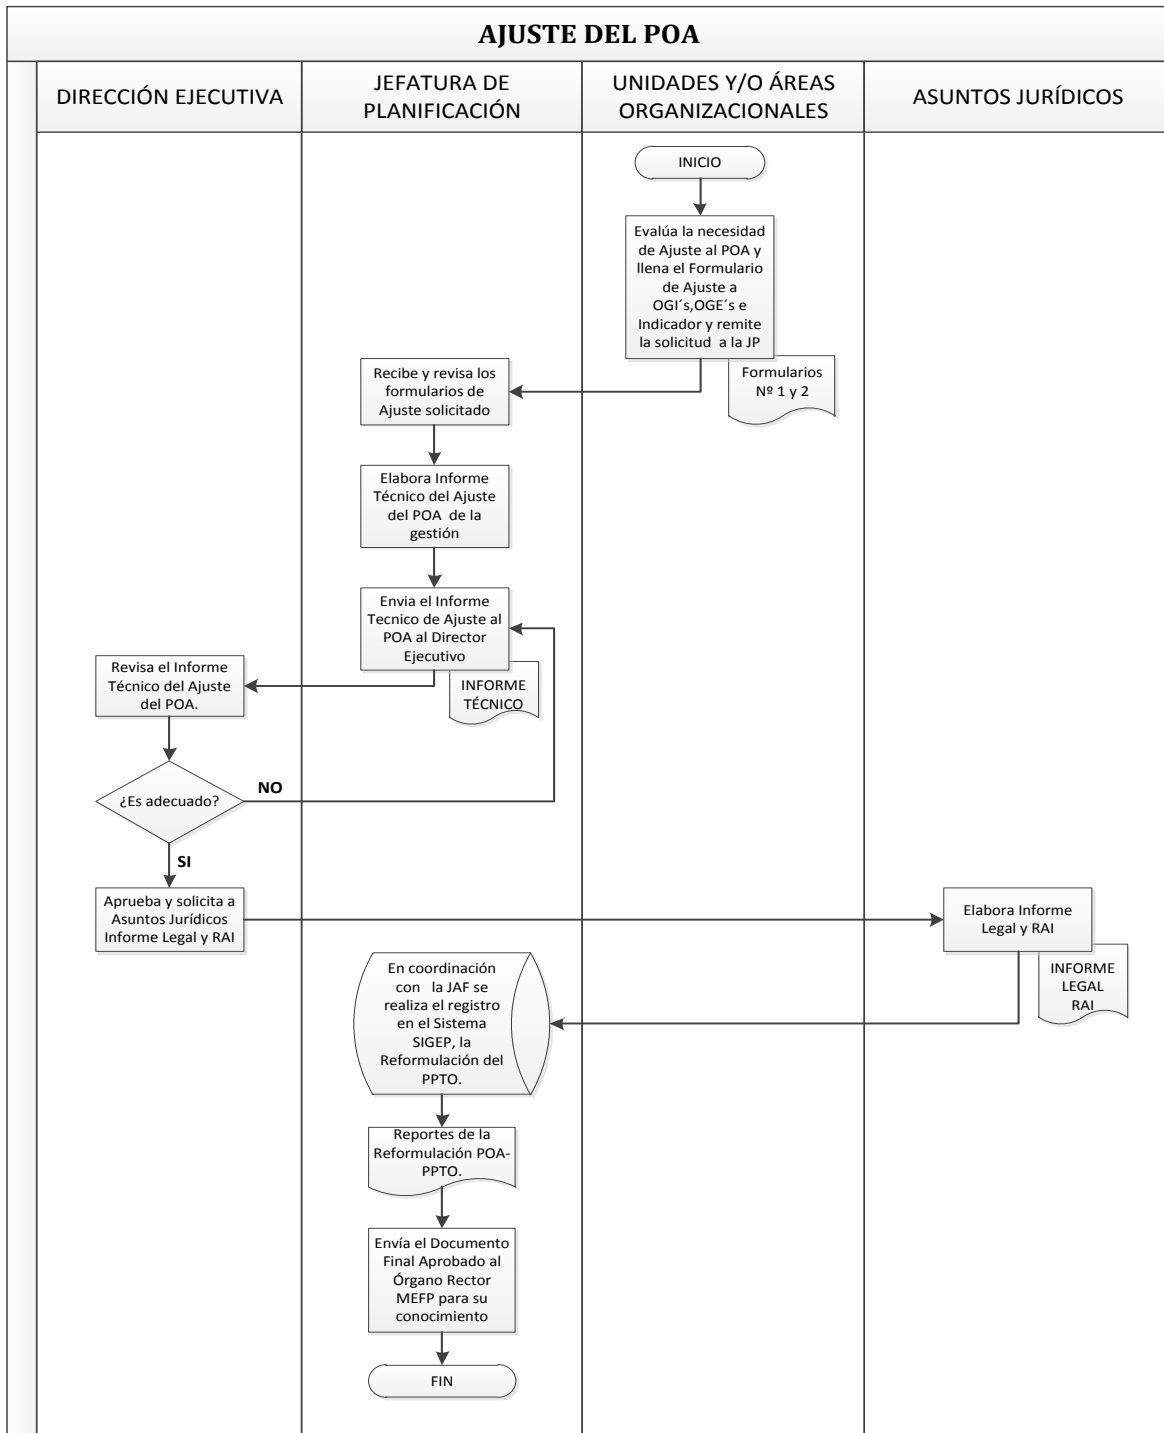 AJUSTE DEL POA
DIRECCIÓN EJECUTIVA
JEFATURA DE
PLANIFICACIÓN
UNIDADES Y/O ÁREAS
ORGANIZACIONALES
ASUNTOS JURÍDICOS
INICIO
Evalúa la necesidad
de Ajuste al POA y
llena el Formulario
de Ajuste a
OGI´s,OGE´s e
Indicador y remite
la solicitud a la JP
Formularios
Nº 1 y 2
Recibe y revisa los
formularios de
Ajuste solicitado
Elabora Informe
Técnico del Ajuste
del POA de la
gestión
Envia el Informe
Tecnico de Ajuste al
POA al Director
Ejecutivo
INFORME
TÉCNICO
Revisa el Informe
Técnico del Ajuste
del POA.
¿Es adecuado?
NO
SI
Aprueba y solicita a
Asuntos Jurídicos
Informe Legal y RAI
Elabora Informe
Legal y RAI
INFORME
LEGAL
RAI
En coordinación
con la JAF se
realiza el registro
en el Sistema
SIGEP, la
Reformulación del
PPTO.
Reportes de la
Reformulación POA-
PPTO.
Envía el Documento
Final Aprobado al
Órgano Rector
MEFP para su
conocimiento
FIN